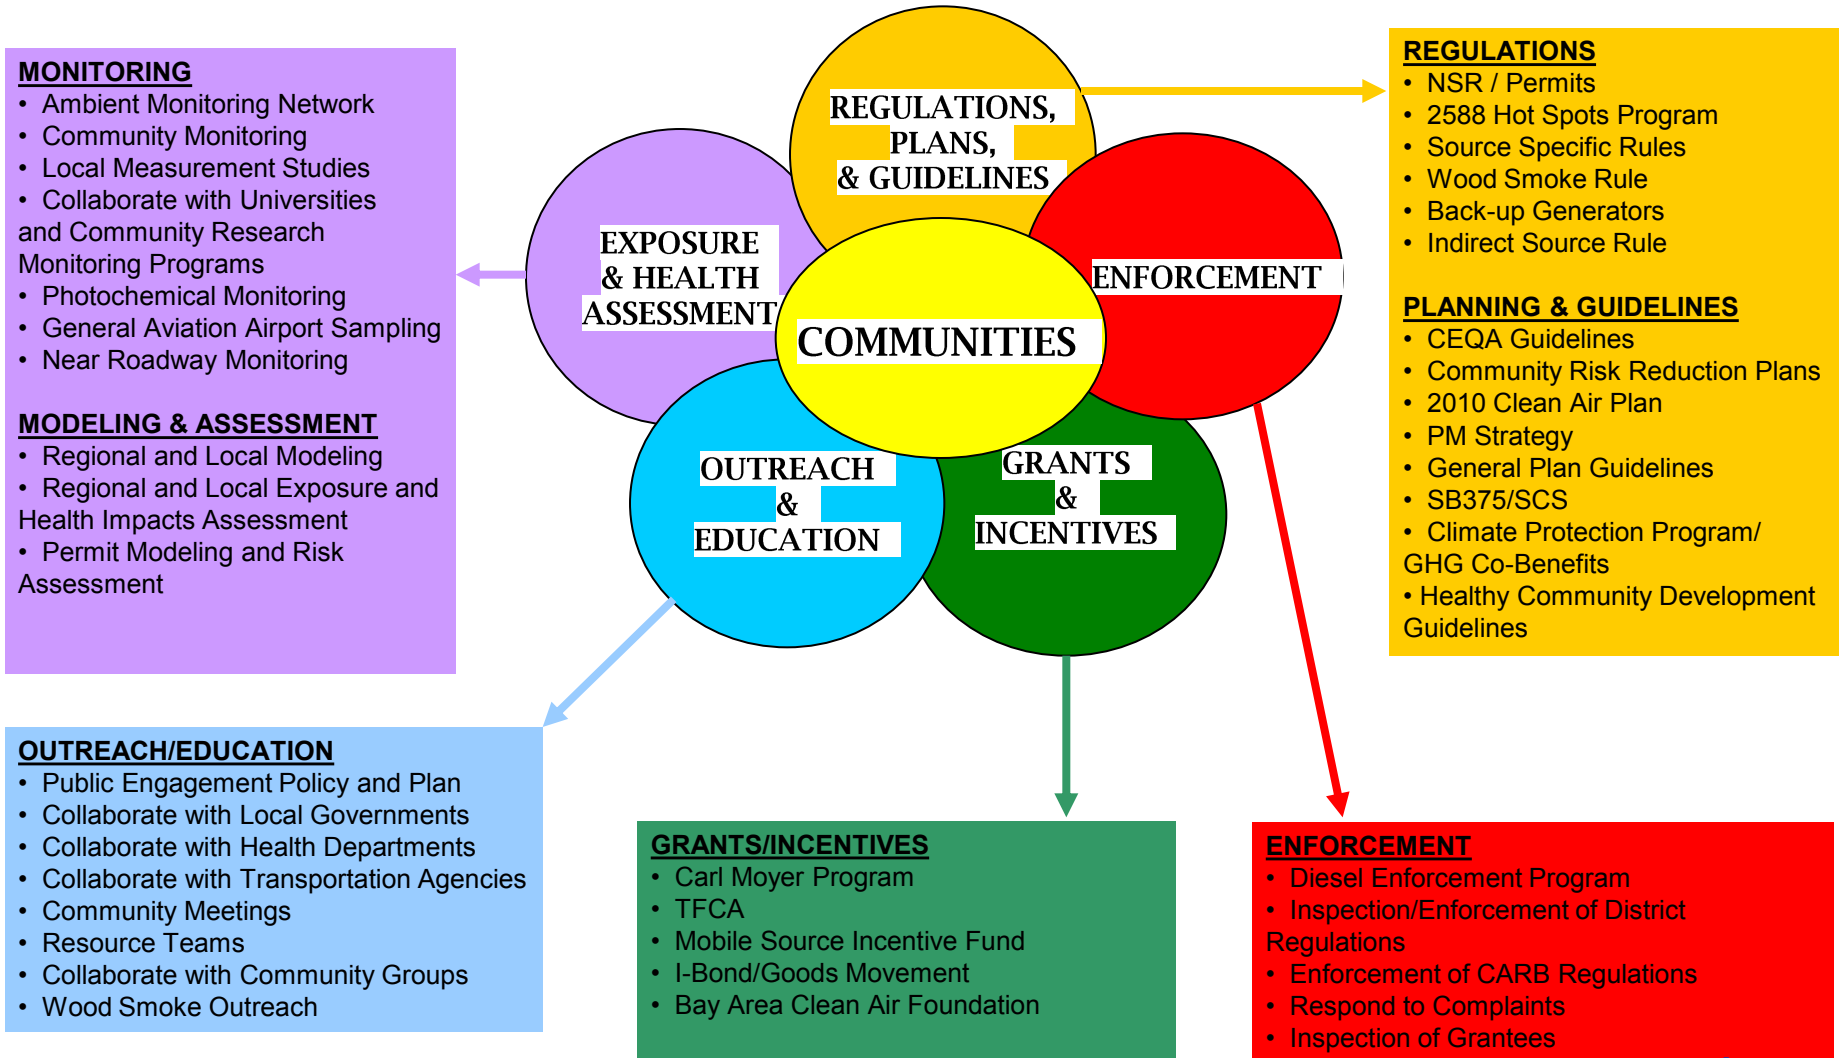 MONITORING
• Ambient Monitoring Network
• Community Monitoring
• Local Measurement Studies
• Collaborate with Universities
and Community Research
Monitoring Programs
• Photochemical Monitoring
• General Aviation Airport Sampling
• Near Roadway Monitoring
MODELING & ASSESSMENT
• Regional and Local Modeling
• Regional and Local Exposure and
Health Impacts Assessment
• Permit Modeling and Risk
Assessment
REGULATIONS,
PLANS,
& GUIDELINES
EXPOSURE
& HEALTH
ASSESSMENT
ENFORCEMENT
COMMUNITIES
OUTREACH
&
EDUCATION
GRANTS
&
INCENTIVES
REGULATIONS
• NSR / Permits
• 2588 Hot Spots Program
• Source Specific Rules
• Wood Smoke Rule
• Back-up Generators
• Indirect Source Rule
PLANNING & GUIDELINES
• CEQA Guidelines
• Community Risk Reduction Plans
• 2010 Clean Air Plan
• PM Strategy
• General Plan Guidelines
• SB375/SCS
• Climate Protection Program/
GHG Co-Benefits
• Healthy Community Development
Guidelines
OUTREACH/EDUCATION
• Public Engagement Policy and Plan
• Collaborate with Local Governments
• Collaborate with Health Departments
• Collaborate with Transportation Agencies
• Community Meetings
• Resource Teams
• Collaborate with Community Groups
• Wood Smoke Outreach
GRANTS/INCENTIVES
• Carl Moyer Program
• TFCA
• Mobile Source Incentive Fund
• I-Bond/Goods Movement
• Bay Area Clean Air Foundation
ENFORCEMENT
• Diesel Enforcement Program
• Inspection/Enforcement of District
Regulations
• Enforcement of CARB Regulations
• Respond to Complaints
• Inspection of Grantees